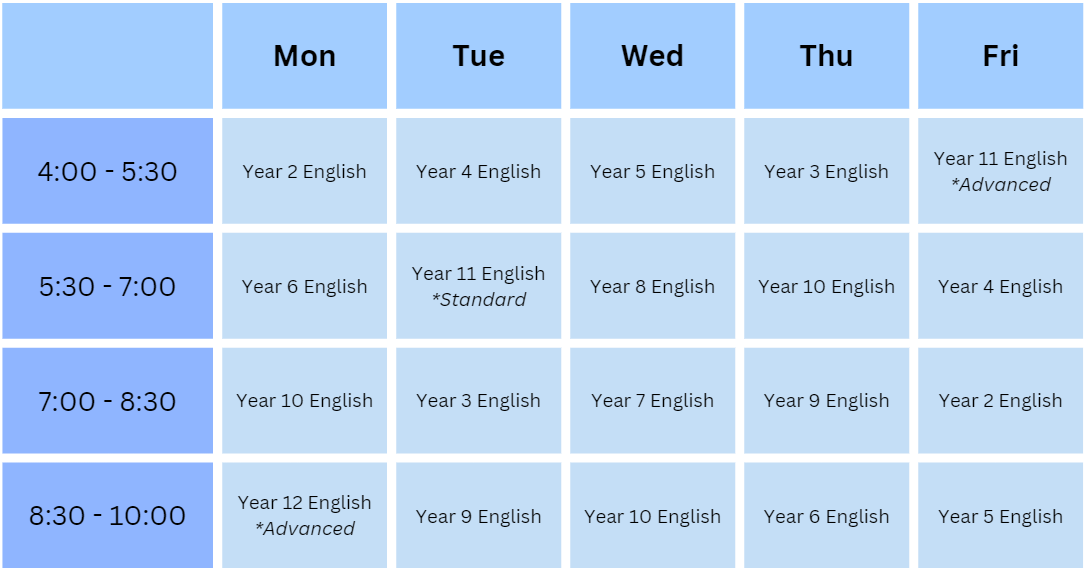 Mon Tue Wed Thu Fri
4:00 - 5:30 Year 2 English Year 4 English Year 5 English Year 3 English Year 11 English
*Advanced
5:30 - 7:00 Year 6 English Year 11 English Year 8 English Year 10 English Year 4 English
*Standard
7:00 - 8:30 Year 10 English Year 3 English Year 7 English Year 9 English Year 2 English
8:30 - 10:00 Year 12 English Year 9 English Year 10 English Year 6 English Year 5 English
*Advanced